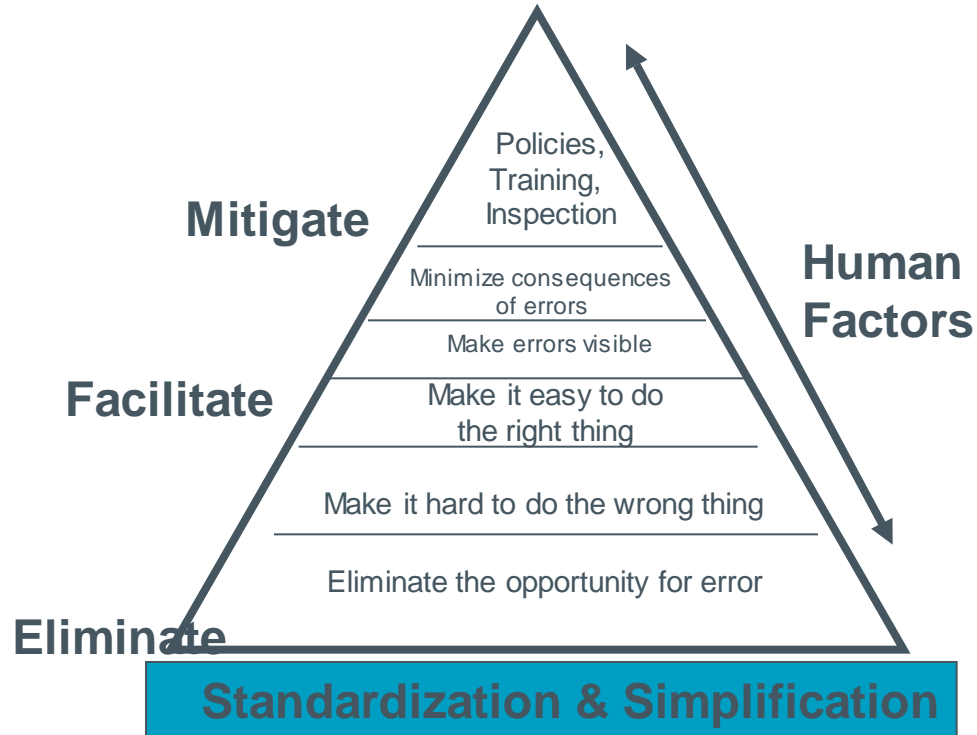 Policies,
Training,
Inspection
Mitigate
Human
Factors
Minimize consequences
of errors
Make errors visible
Facilitate
Make it easy to do
the right thing
Make it hard to do the wrong thing
Eliminate the opportunity for error
Eliminate
Standardization & Simplification